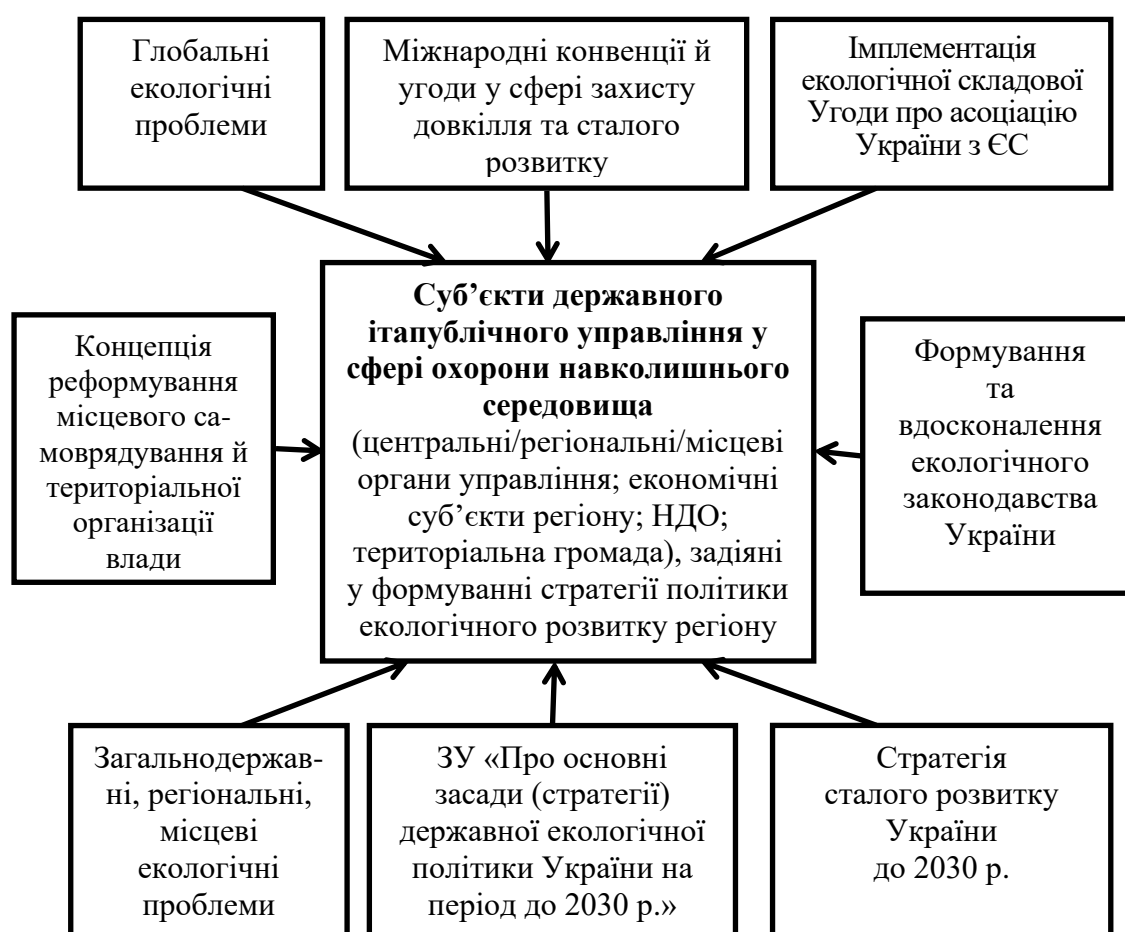 Глобальні
екологічні
проблеми
Міжнародні конвенції й
угоди у сфері захисту
довкілля та сталого
розвитку
Імплементація
екологічної складової
Угоди про асоціацію
України з ЄС
Концепція
реформування
місцевого са-
моврядування й
територіальної
організації
влади
Суб’єкти державного
ітапублічного управління у
сфері охорони навколишнього
середовища
(центральні/регіональні/місцеві
органи управління; економічні
суб’єкти регіону; НДО;
територіальна громада), задіяні
у формуванні стратегії політики
екологічного розвитку регіону
Формування
та
вдосконалення
екологічного
законодавства
України
Загальнодержав-
ні, регіональні,
місцеві
екологічні
проблеми
ЗУ «Про основні
засади (стратегії)
державної екологічної
політики України на
період до 2030 р.»
Стратегія
сталого розвитку
України
до 2030 р.